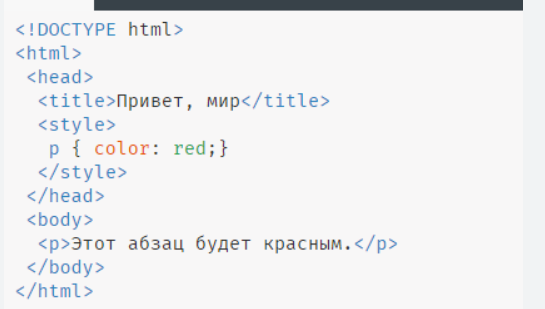 <!DOCTYPE html>
<html>
<head>
<title>Привет, мир</title>
<style>
p { color: red;}
</style>
</head>
<body>
<p>Этот абзац будет красным.</p>
</body>
</html>